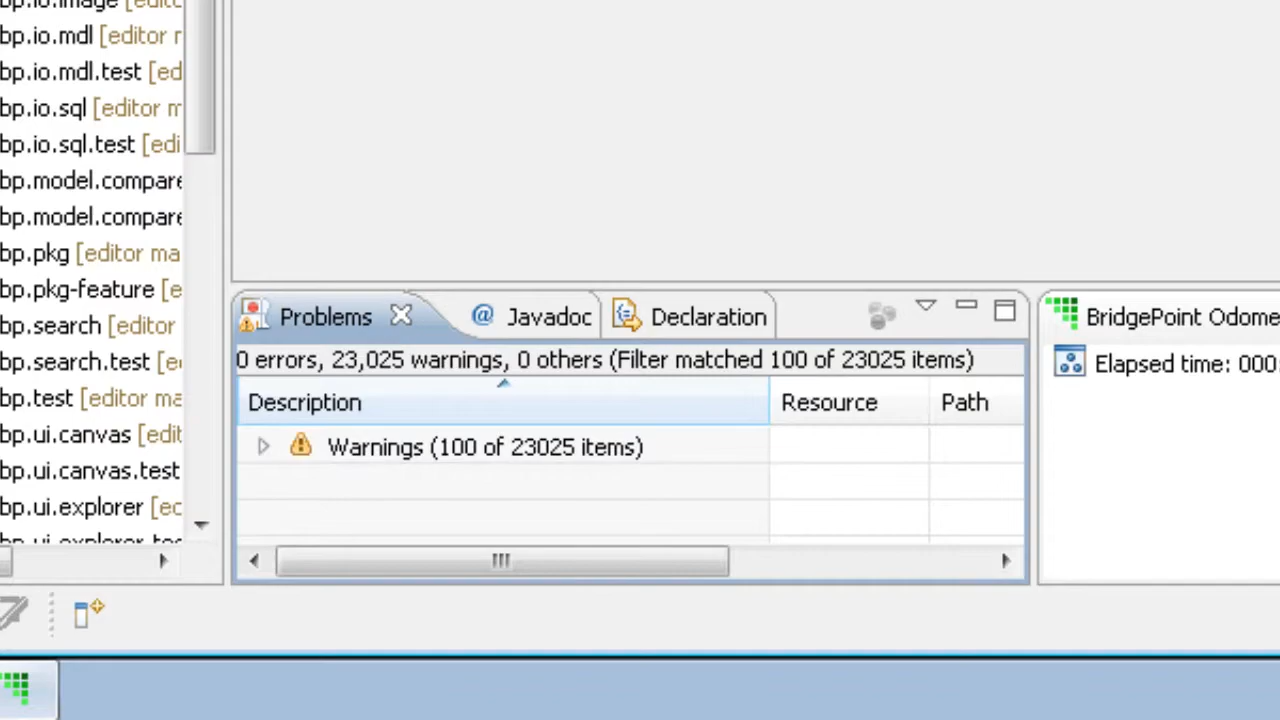 bp.io.image [edito
bp.io.mdl [editor r
bp.io.mdl.test [ed
bp.io.sql [editor m
bp.io.sql.test [edi
bp.model.compare
bp.model.compare
bp.pkg [editor ma
bp.pkg-feature [e
bp.search [editor
bp.search.test [e
bp.test [editor ma
bp.ui.canvas [edit
bp.ui.canvas.test
bp.ui.explorer [ec
Problems
Javadoc
Declaration
0 errors, 23,025 warnings, 0 others (Filter matched 100 of 23025 items)
Description Resource Path
Warnings (100 of 23025 items)
BridgePoint Odome
Elapsed time: 000: